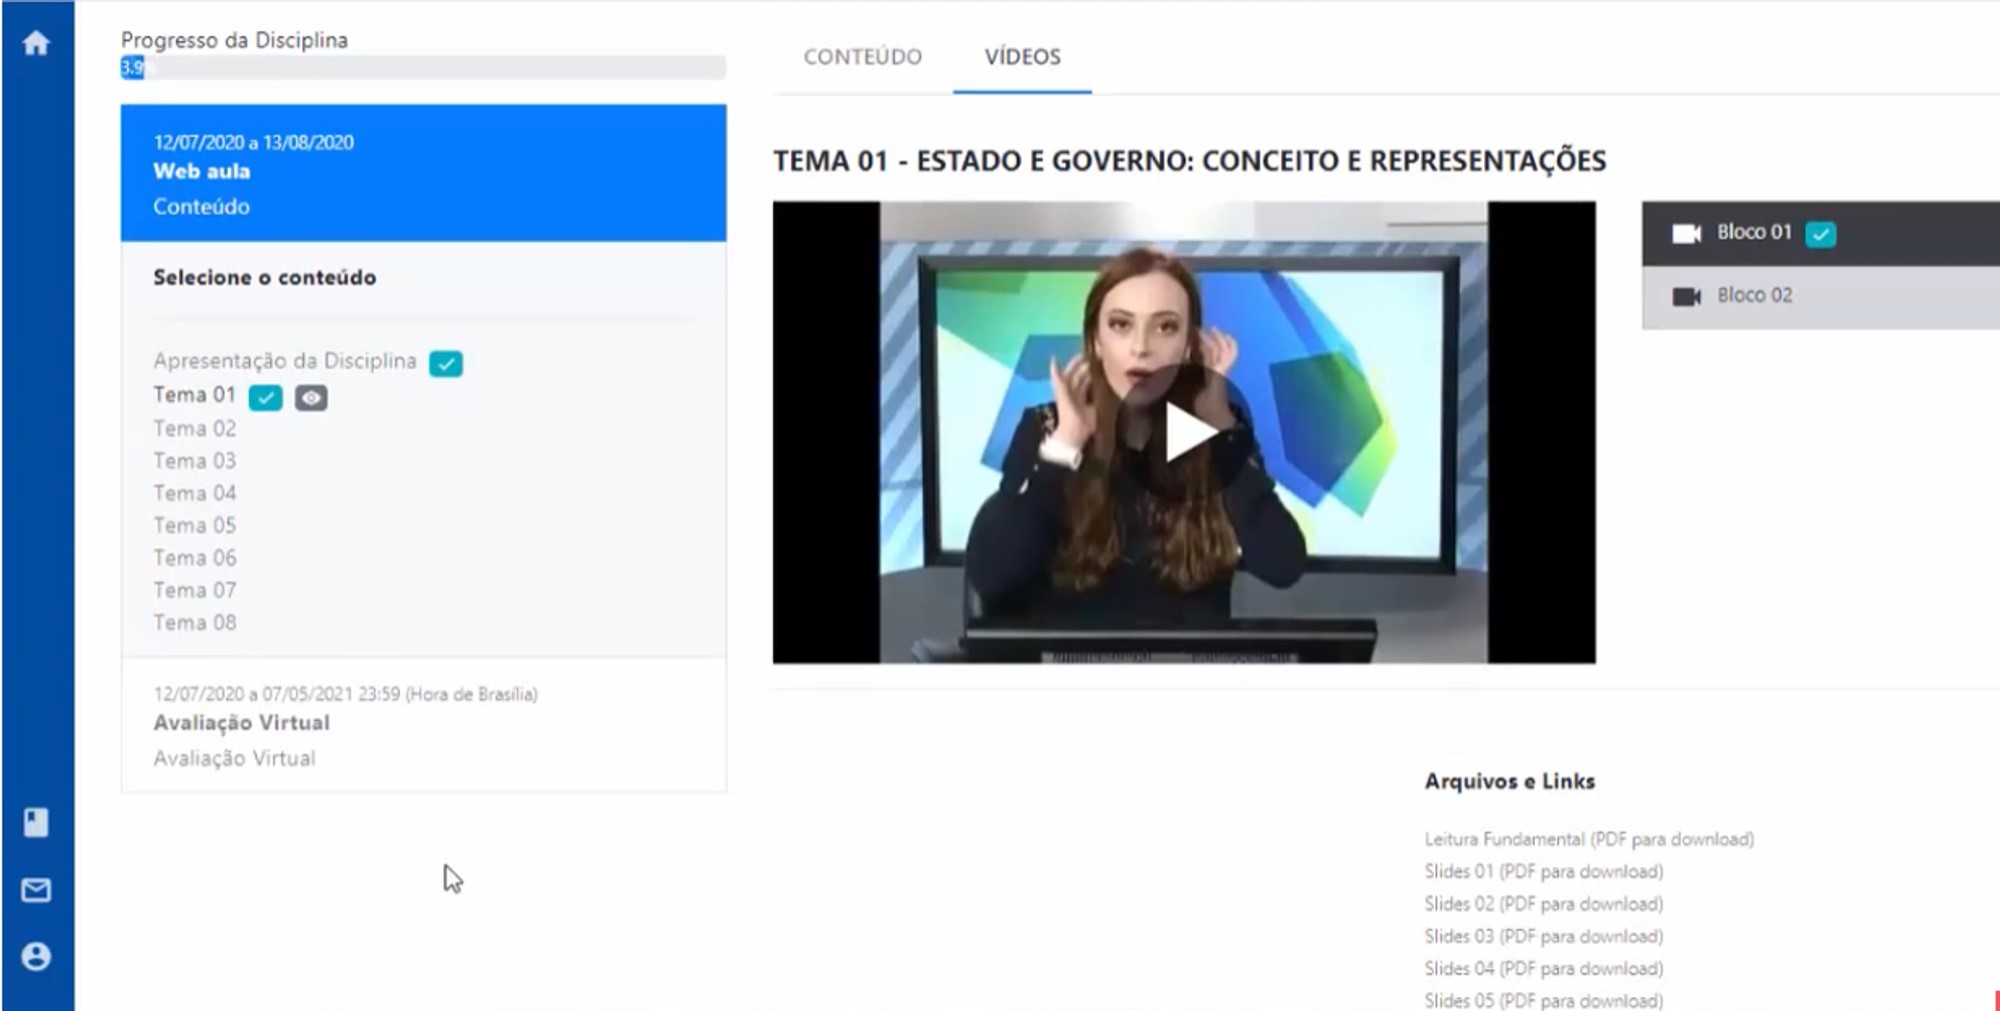 Progresso da Disciplina
3.9%
12/07/2020 a 13/08/2020
Web aula
Conteúdo
Selecione o conteúdo
Apresentação da Disciplina
Tema 01
Tema 02
Tema 03
Tema 04
Tema 05
Tema 06
Tema 07
Tema 08
12/07/2020 a 07/05/2021 23:59 (Hora de Brasília)
Avaliação Virtual
Avaliação Virtual
CONTEÚDO
VÍDEOS
TEMA 01 - ESTADO E GOVERNO: CONCEITO E REPRESENTAÇÕES
Bloco 01
Bloco 02
Arquivos e Links
Leitura Fundamental (PDF para download)
Slides 01 (PDF para download)
Slides 02 (PDF para download)
Slides 03 (PDF para download)
Slides 04 (PDF para download)
Slides 05 (PDF para download)